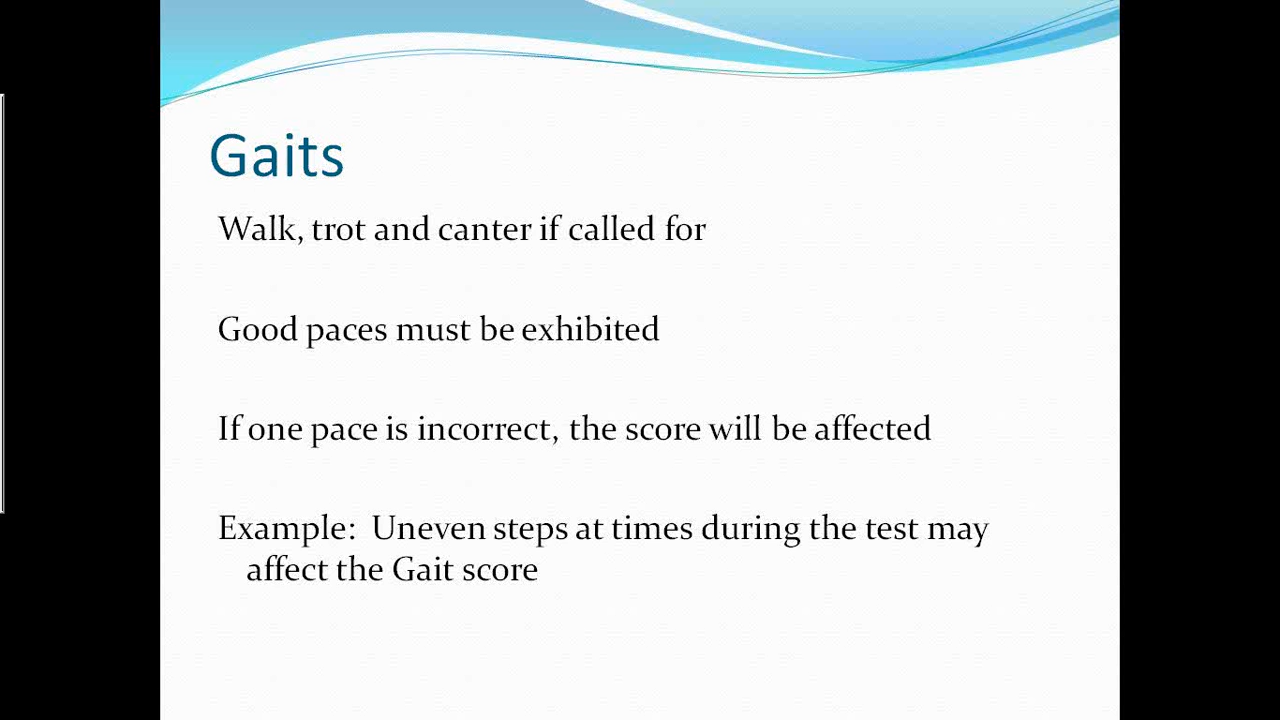 Gaits
Walk, trot and canter if called for
Good paces must be exhibited
If one pace is incorrect, the score will be affected
Example:  Uneven steps at times during the test may
affect the Gait score